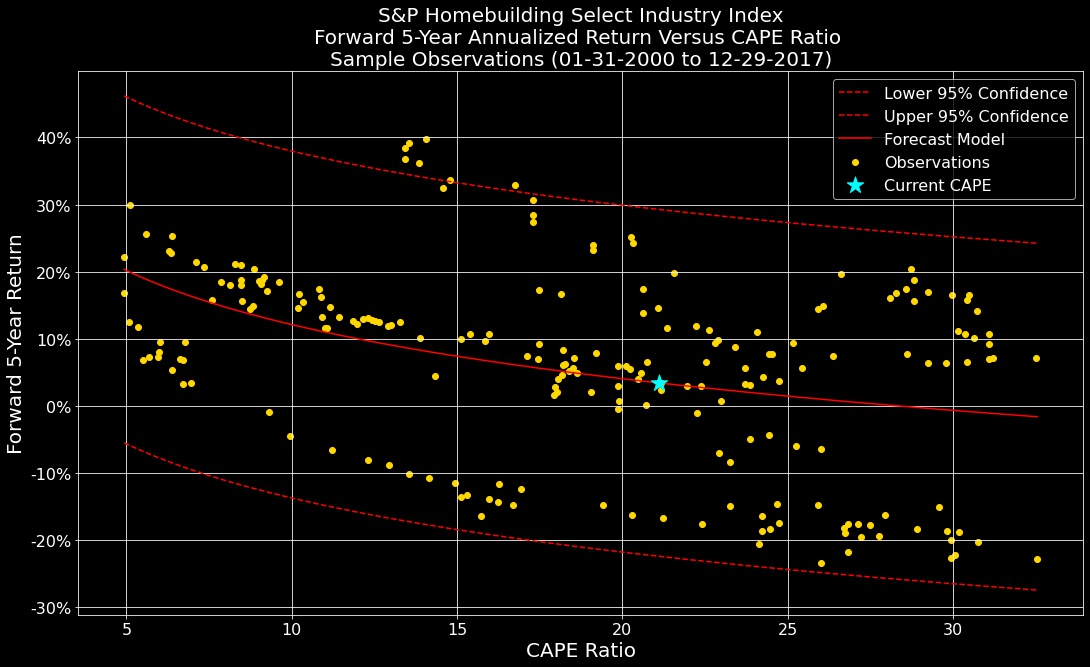 S&P Homebuilding Select Industry Index
Forward 5-Year Annualized Return Versus CAPE Ratio
Sample Observations (01-31-2000 to 12-29-2017)
Lower 95% Confidence
Upper 95% Confidence
Forecast Model
Observations
Current CAPE
Forward 5-Year Return
40%
30%
20%
10%
0%
-10%
-20%
-30%
5 10 15 20 25 30
CAPE Ratio